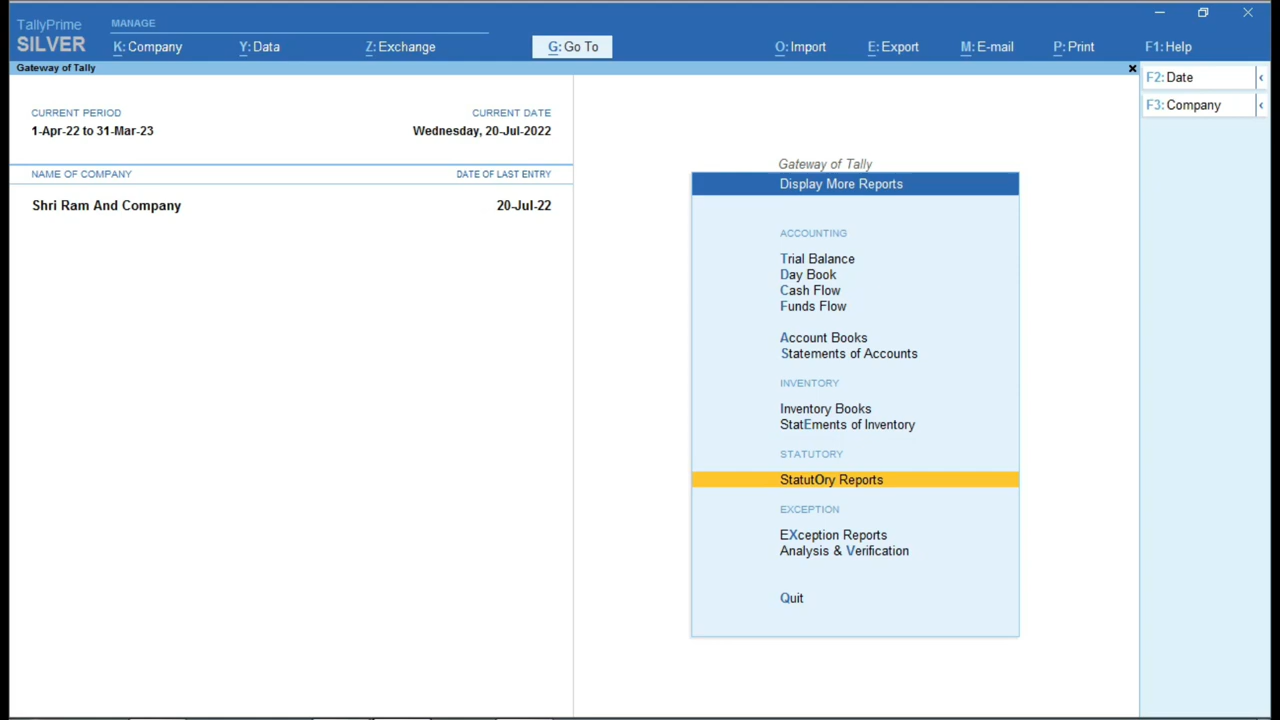 TallyPrime
SILVER
MANAGE
K: Company
Y: Data
Z: Exchange
G: Go To
O: Import
E: Export
M: E-mail
P: Print
F1: Help
Gateway of Tally
F2: Date
F3: Company
CURRENT PERIOD
CURRENT DATE
1-Apr-22 to 31-Mar-23
Wednesday, 20-Jul-2022
NAME OF COMPANY
DATE OF LAST ENTRY
Shri Ram And Company
20-Jul-22
Gateway of Tally
Display More Reports
ACCOUNTING
Trial Balance
Day Book
Cash Flow
Funds Flow
Account Books
Statements of Accounts
INVENTORY
Inventory Books
StatEments of Inventory
STATUTORY
StatutOry Reports
EXCEPTION
EXception Reports
Analysis & Verification
Quit